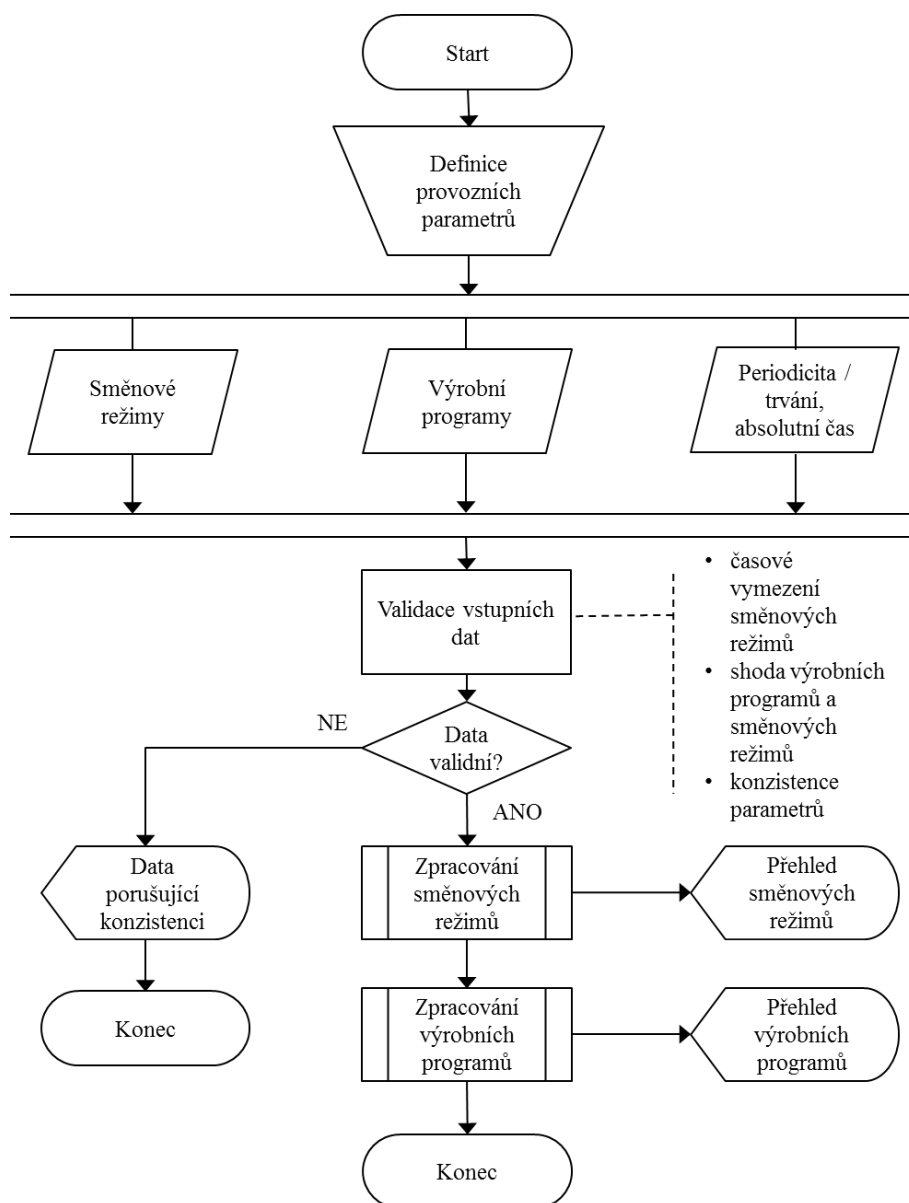 Start
Definice
provozních
parametrů
Směnové
režimy
Výrobní
programy
Periodicita /
trvání,
absolutní čas
Validace vstupních
dat
• časové
vymezení
směnových
režimů
• shoda výrobních
programů a
směnových
režimů
• konzistence
parametrů
NE
Data
validní?
ANO
Data
porušující
konzistenci
Zpracování
směnových
režimů
Přehled
směnových
režimů
Konec
Zpracování
výrobních
programů
Přehled
výrobních
programů
Konec